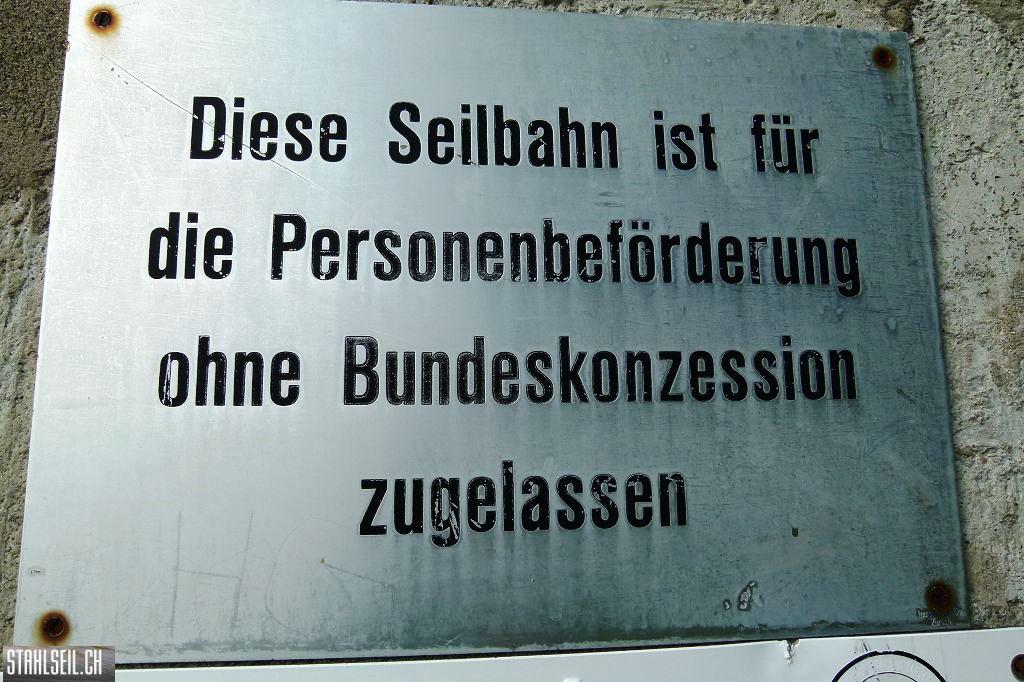 Diese Seilbahn ist für
die Personenbeförderung
ohne Bundeskonzession
zugelassen
STAHLSEIL.CH